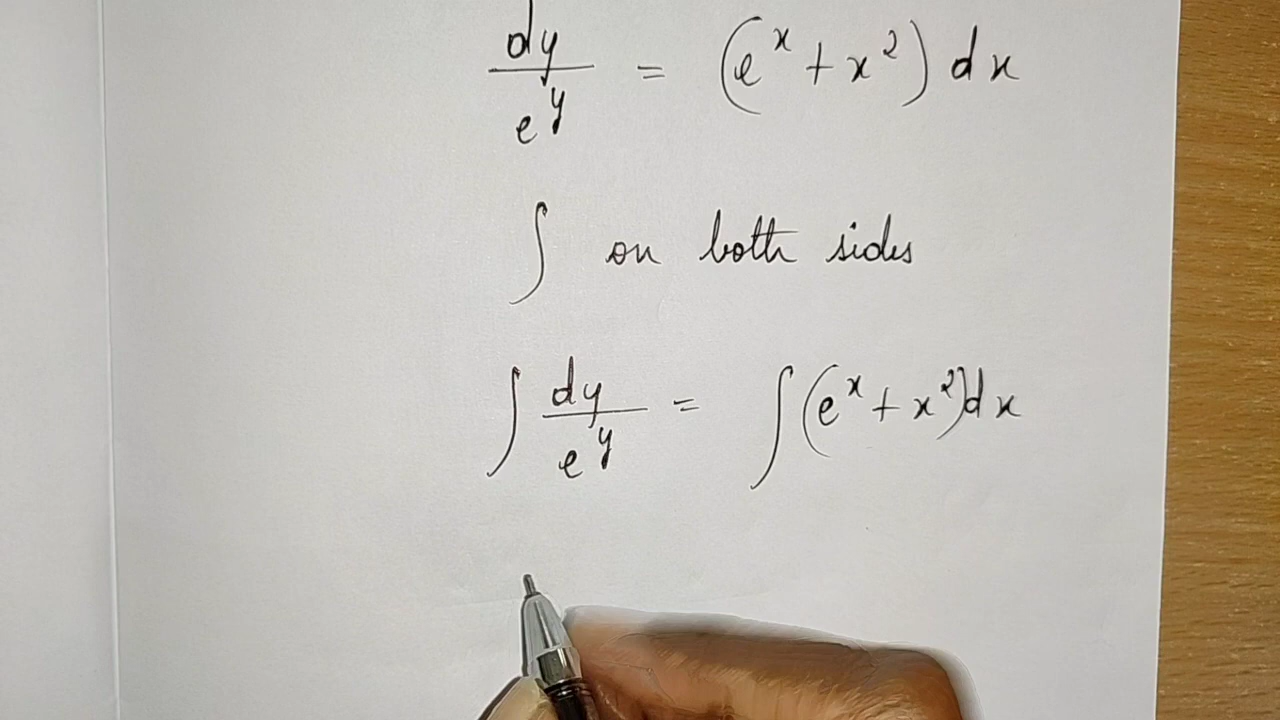 dy/e^y = (e^x + x^2) dx
∫ on both sides
∫ dy/e^y = ∫(e^x + x^2)dx